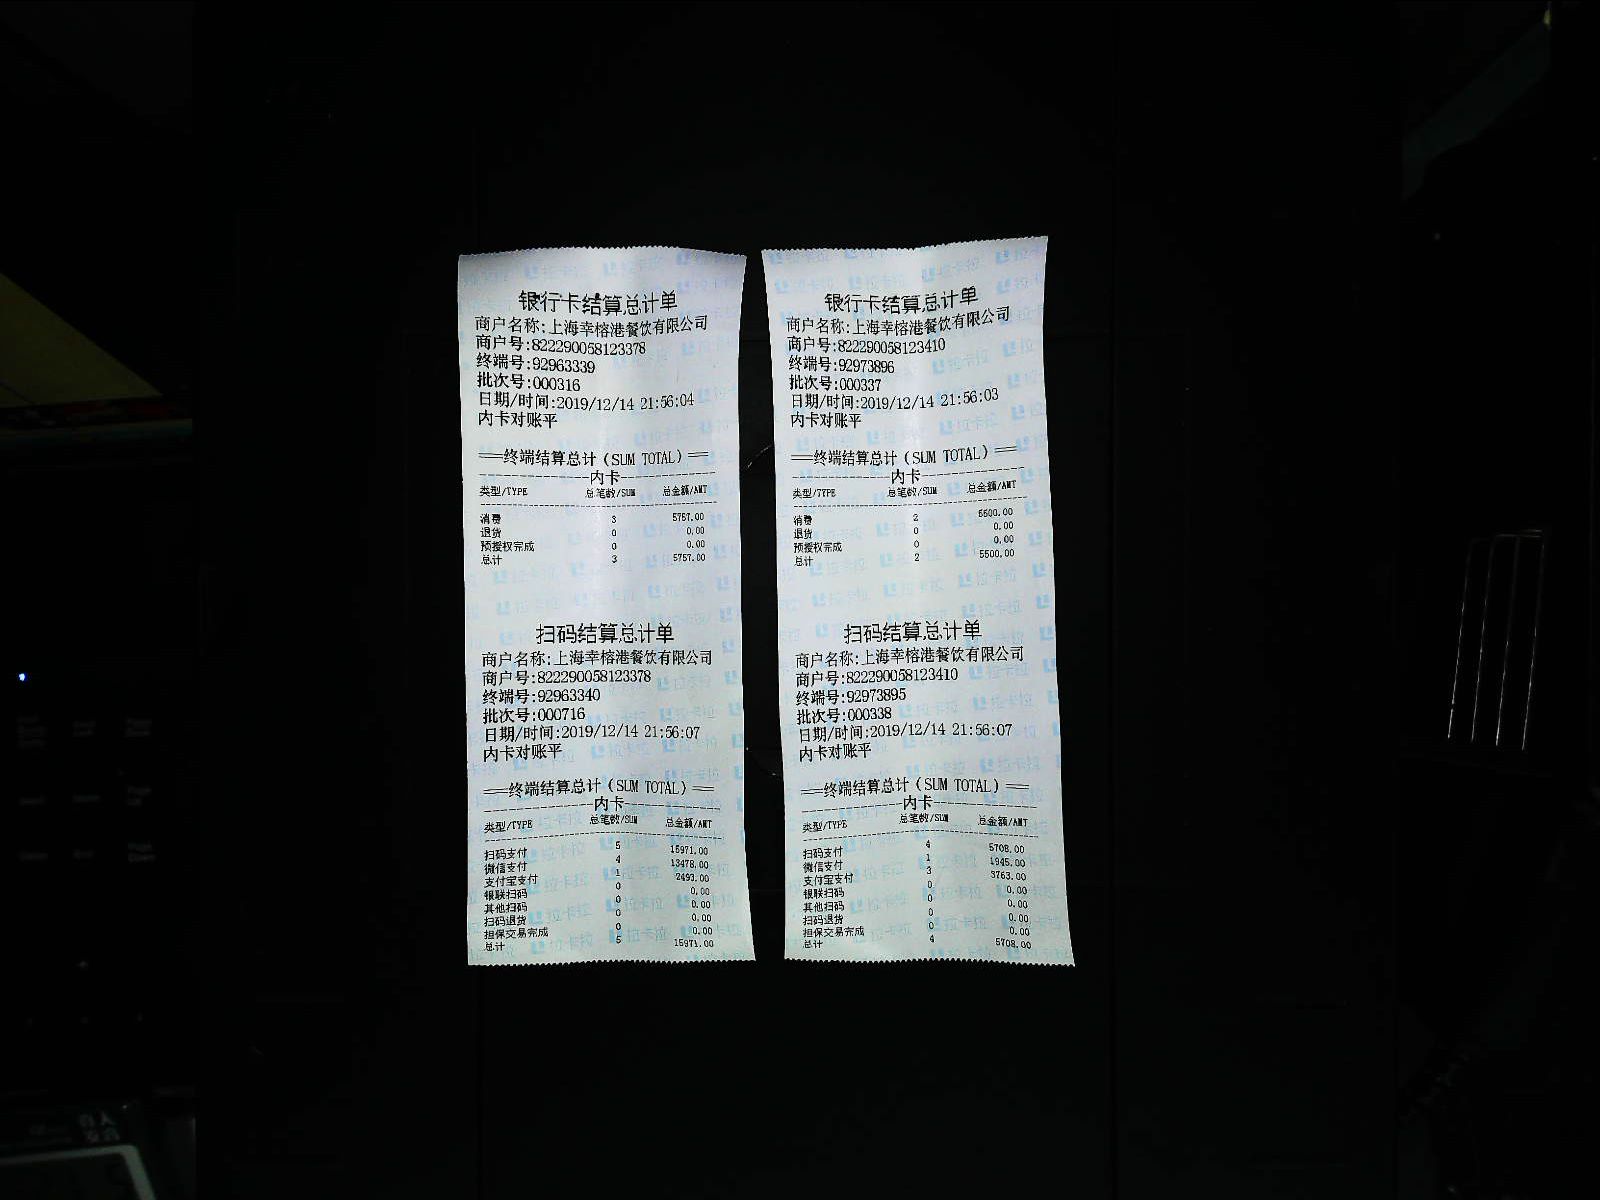 银行卡结算总计单
商户名称:上海幸榕港餐饮有限公司
商户号:822290058123378
终端号:92963339
批次号:000316
日期/时间:2019/12/14 21:56:04
内卡对账平
══终端结算总计(SUM TOTAL)══
内卡
类型/TYPE 总笔数/SUM 总金额/AMT
消费 3 5757.00
退货 0 0.00
预授权完成 0 0.00
总计 3 5757.00
扫码结算总计单
商户名称:上海幸榕港餐饮有限公司
商户号:822290058123378
终端号:92963340
批次号:000716
日期/时间:2019/12/14 21:56:07
内卡对账平
══终端结算总计(SUM TOTAL)══
内卡
类型/TYPE 总笔数/SUM 总金额/AMT
扫码支付 5 15971.00
微信支付 4 13478.00
支付宝支付 1 2493.00
银联扫码 0 0.00
其他扫码 0 0.00
扫码退货 0 0.00
担保交易完成 0 0.00
总计 5 15971.00
银行卡结算总计单
商户名称:上海幸榕港餐饮有限公司
商户号:822290058123410
终端号:92973896
批次号:000337
日期/时间:2019/12/14 21:56:03
内卡对账平
══终端结算总计(SUM TOTAL)══
内卡
类型/TYPE 总笔数/SUM 总金额/AMT
消费 2 5500.00
退货 0 0.00
预授权完成 0 0.00
总计 2 5500.00
扫码结算总计单
商户名称:上海幸榕港餐饮有限公司
商户号:822290058123410
终端号:92973895
批次号:000338
日期/时间:2019/12/14 21:56:07
内卡对账平
══终端结算总计(SUM TOTAL)══
内卡
类型/TYPE 总笔数/SUM 总金额/AMT
扫码支付 4 5708.00
微信支付 1 1945.00
支付宝支付 3 3763.00
银联扫码 0 0.00
其他扫码 0 0.00
扫码退货 0 0.00
担保交易完成 0 0.00
总计 4 5708.00